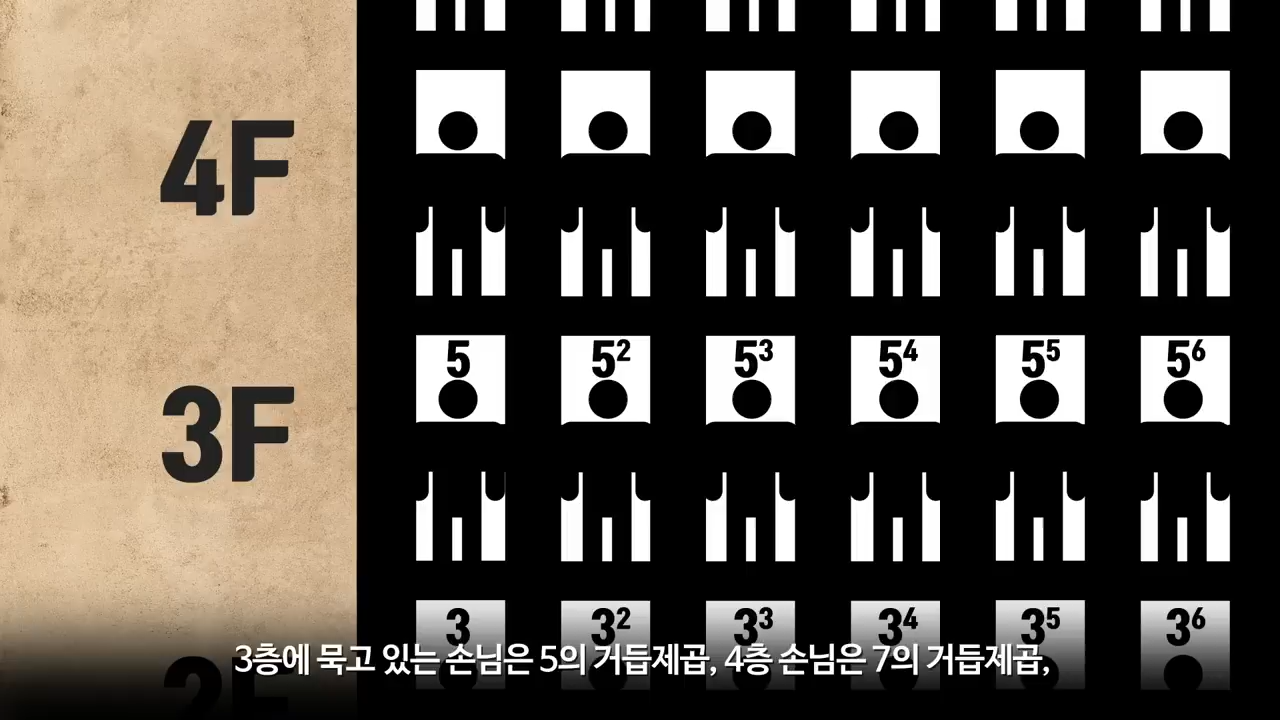 4F
3F
5 5² 5³ 5⁴ 5⁵ 5⁶
3 3² 3³ 3⁴ 3⁵ 3⁶
2F
3층에 묵고 있는 손님은 5의 거듭제곱, 4층 손님은 7의 거듭제곱,